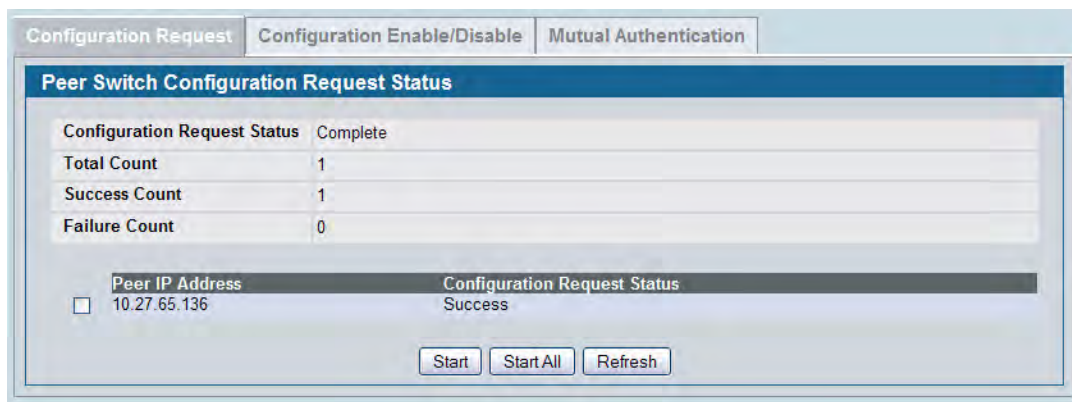 Configuration Request Configuration Enable/Disable Mutual Authentication
Peer Switch Configuration Request Status
Configuration Request Status Complete
Total Count 1
Success Count 1
Failure Count 0
Peer IP Address Configuration Request Status
10.27.65.136 Success
Start Start All Refresh